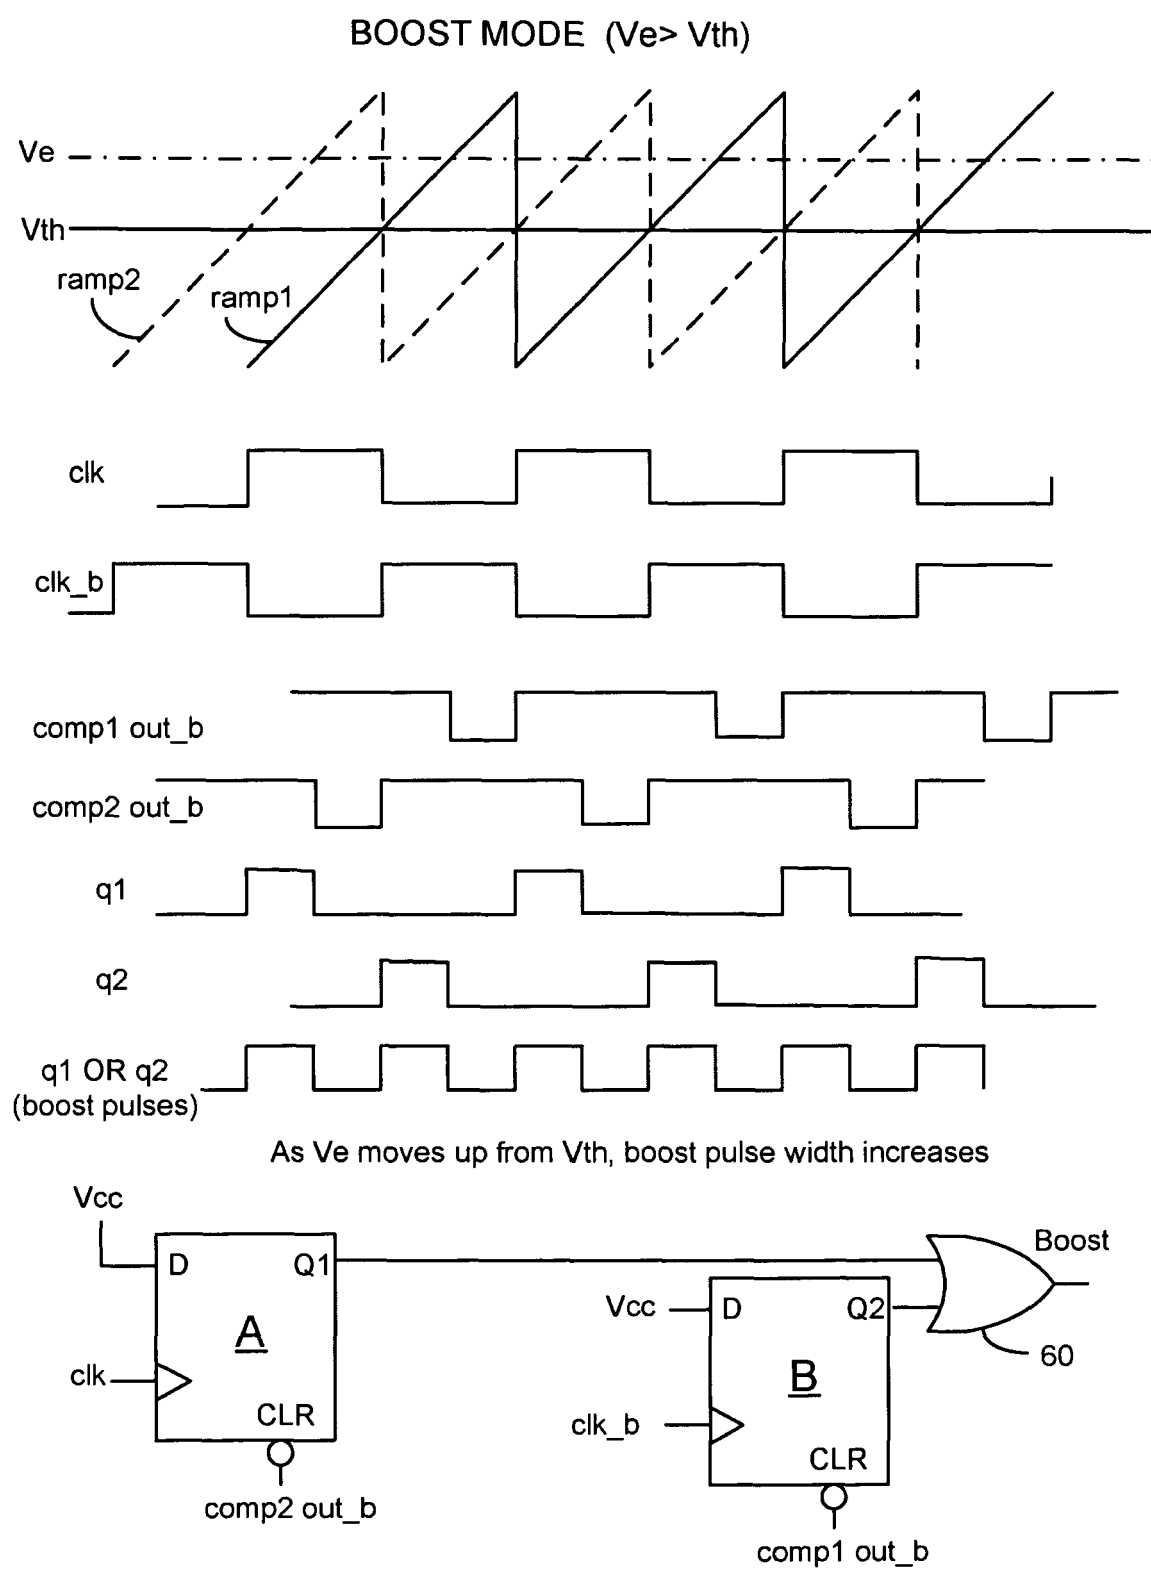 BOOST MODE (Ve> Vth)
Ve
Vth
ramp2
ramp1
clk
clk_b
comp1 out_b
comp2 out_b
q1
q2
q1 OR q2
(boost pulses)
As Ve moves up from Vth, boost pulse width increases
Vcc
D
Q1
A
clk
CLR
comp2 out_b
Vcc
D
Q2
B
clk_b
CLR
comp1 out_b
Boost
60